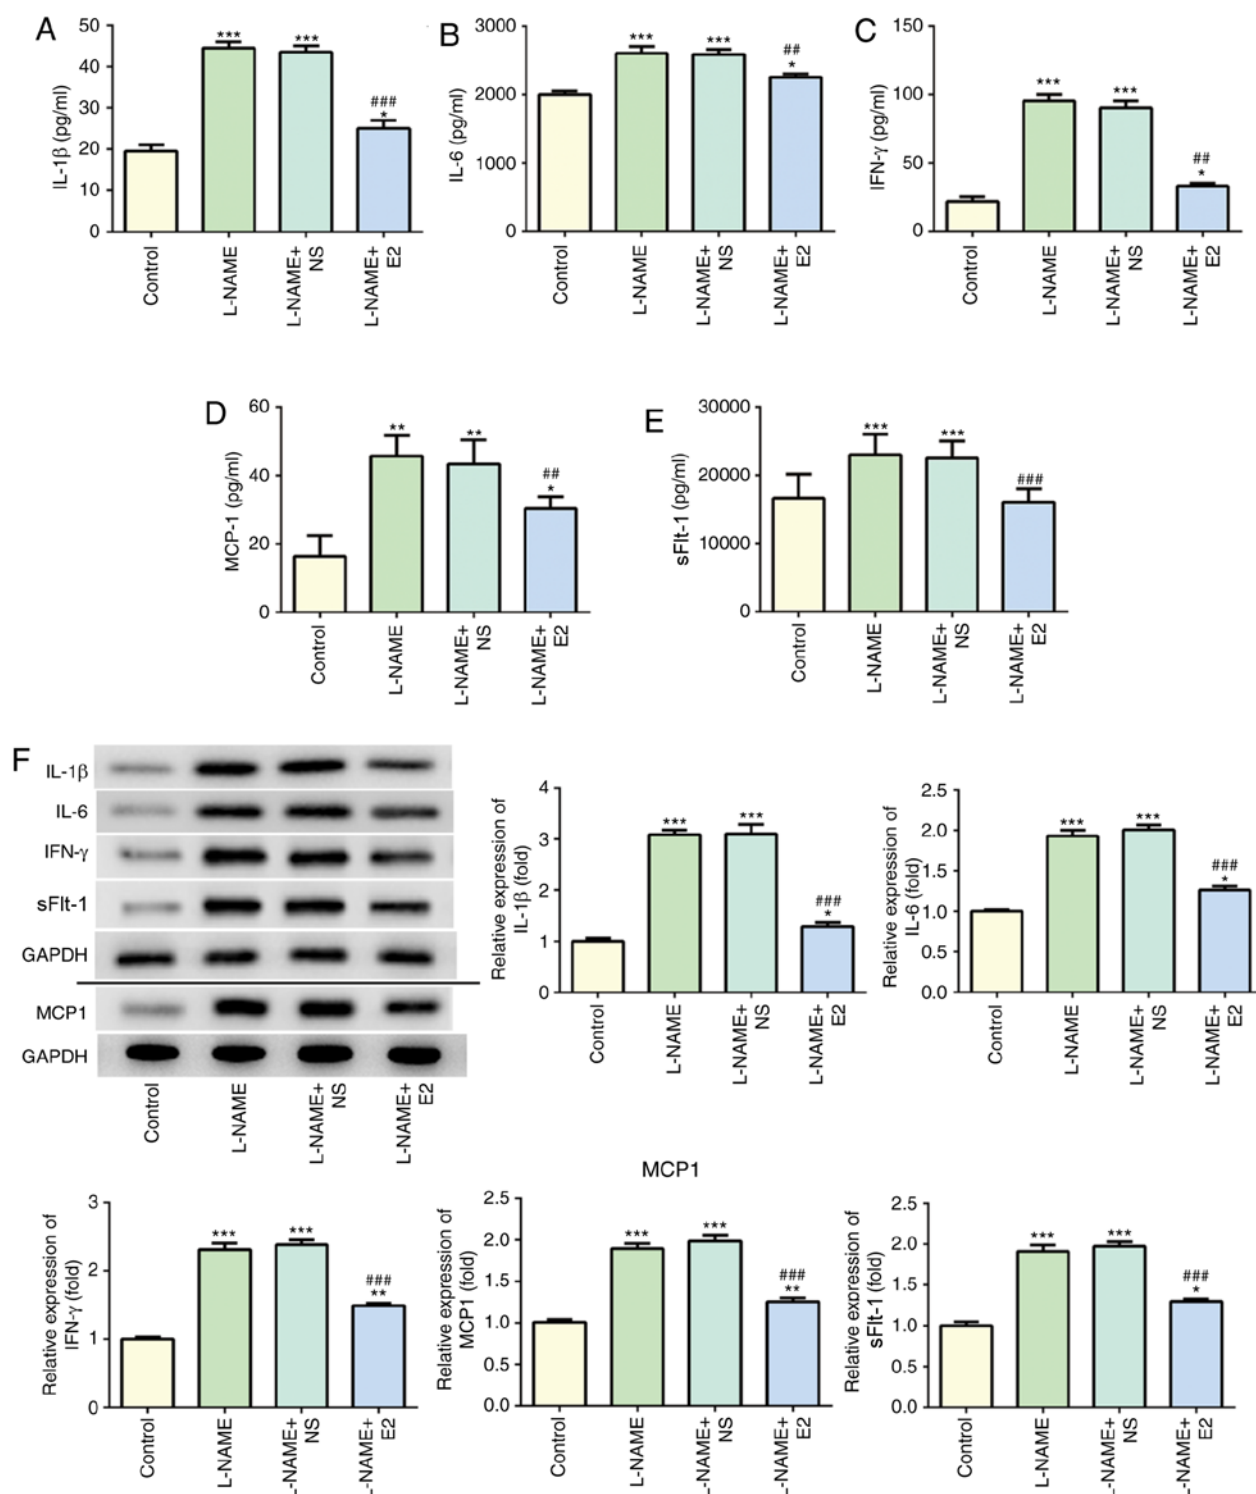 A
IL-1β (pg/ml)
50
40
30
20
10
0
***
***
###
*
Control
L-NAME
L-NAME+
NS
L-NAME+
E2
B
IL-6 (pg/ml)
3000
2000
1000
0
***
***
##
*
Control
L-NAME
L-NAME+
NS
L-NAME+
E2
C
IFN-γ (pg/ml)
150
100
50
0
***
***
##
*
Control
L-NAME
L-NAME+
NS
L-NAME+
E2
D
MCP-1 (pg/ml)
60
40
20
0
**
**
##
*
Control
L-NAME
L-NAME+
NS
L-NAME+
E2
E
sFlt-1 (pg/ml)
30000
20000
10000
0
***
***
###
Control
L-NAME
L-NAME+
NS
L-NAME+
E2
F
IL-1β
IL-6
IFN-γ
sFlt-1
GAPDH
MCP1
GAPDH
Control
L-NAME
L-NAME+
NS
L-NAME+
E2
Relative expression of
IL-1β (fold)
4
3
2
1
0
***
***
###
*
Control
L-NAME
L-NAME+
NS
L-NAME+
E2
Relative expression of
IL-6 (fold)
2.5
2.0
1.5
1.0
0.5
0.0
***
***
###
*
Control
L-NAME
L-NAME+
NS
L-NAME+
E2
Relative expression of
IFN-γ (fold)
3
2
1
0
***
***
###
**
Control
L-NAME
L-NAME+
NS
L-NAME+
E2
MCP1
Relative expression of
MCP1 (fold)
2.5
2.0
1.5
1.0
0.5
0.0
***
***
###
**
Control
L-NAME
L-NAME+
NS
L-NAME+
E2
Relative expression of
sFlt-1 (fold)
2.5
2.0
1.5
1.0
0.5
0.0
***
***
###
*
Control
L-NAME
L-NAME+
NS
L-NAME+
E2